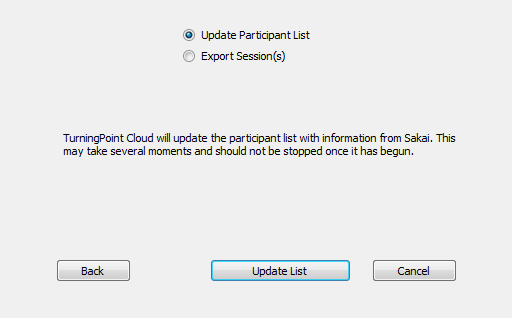 Update Participant List
Export Session(s)
TurningPoint Cloud will update the participant list with information from Sakai. This
may take several moments and should not be stopped once it has begun.
Back
Update List
Cancel